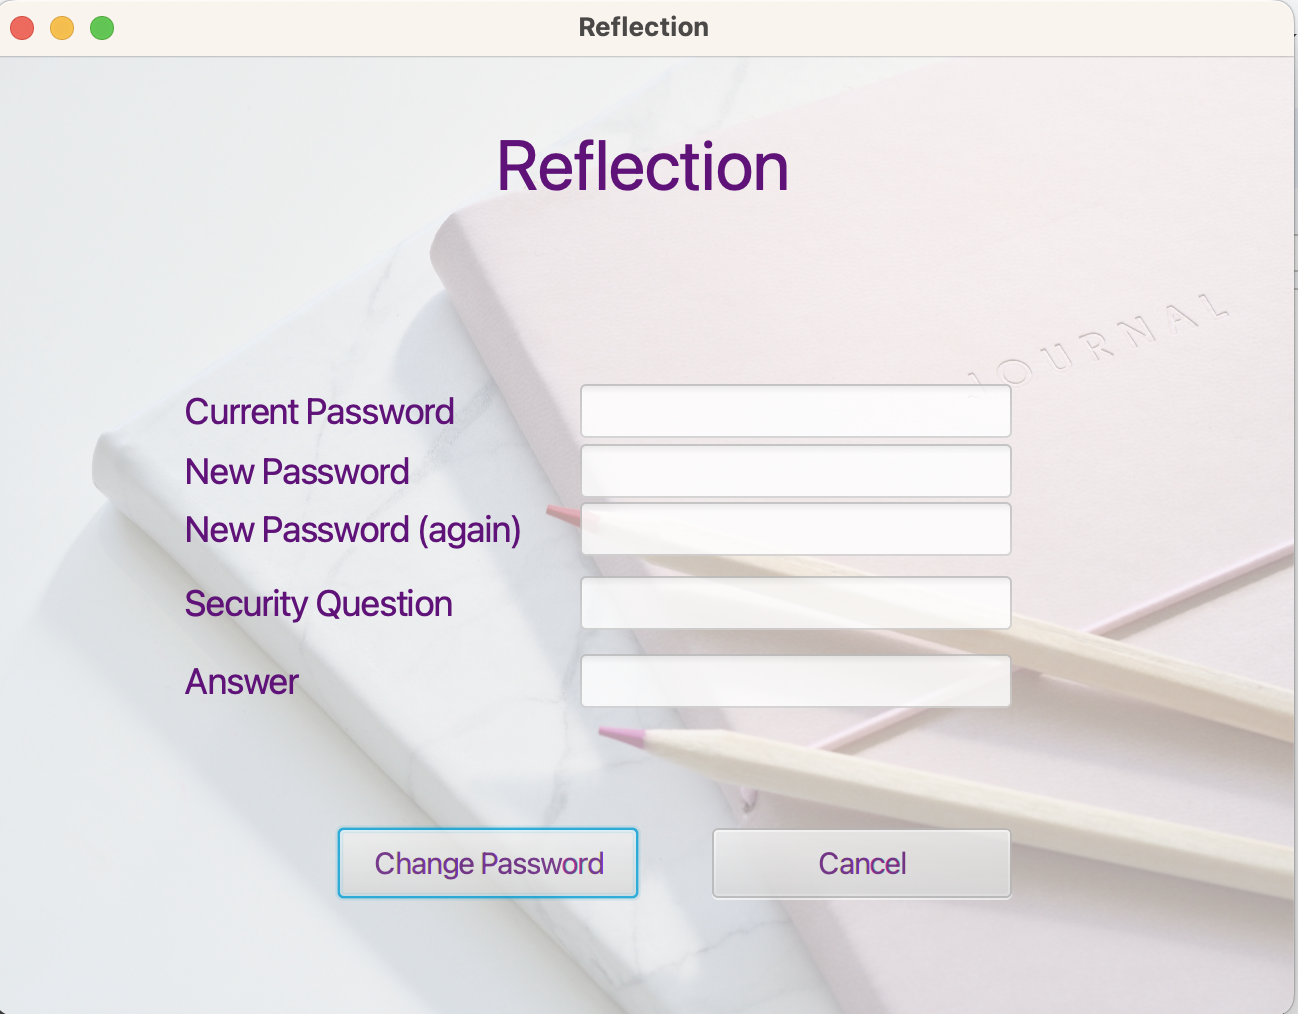 Reflection
Reflection
JOURNAL
Current Password
New Password
New Password (again)
Security Question
Answer
Change Password
Cancel